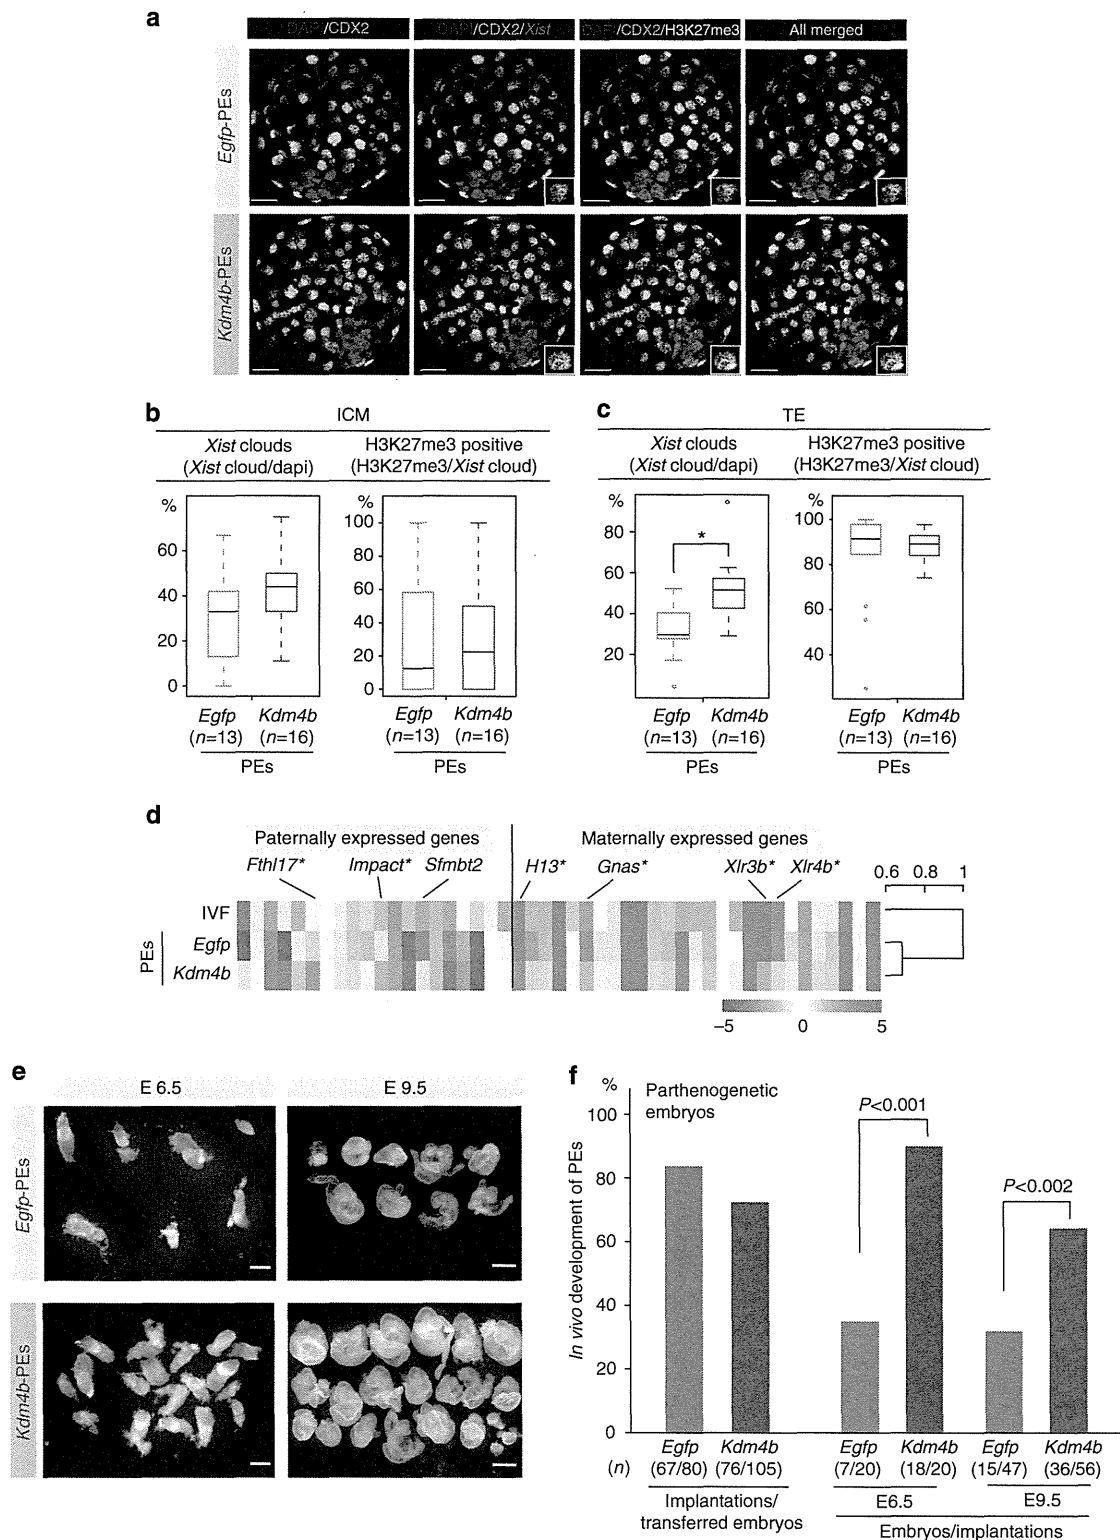 a
DAPI/CDX2
DAPI/CDX2/Xist
DAPI/CDX2/H3K27me3
All merged
Egfp-PEs
Kdm4b-PEs
b
ICM
Xist clouds
(Xist cloud/dapi)
H3K27me3 positive
(H3K27me3/Xist cloud)
%
60
40
20
0
%
100
80
60
40
20
0
Egfp
(n=13)
Kdm4b
(n=16)
PEs
Egfp
(n=13)
Kdm4b
(n=16)
PEs
c
TE
Xist clouds
(Xist cloud/dapi)
H3K27me3 positive
(H3K27me3/Xist cloud)
%
80
60
40
20
*
%
100
80
60
40
Egfp
(n=13)
Kdm4b
(n=16)
PEs
Egfp
(n=13)
Kdm4b
(n=16)
PEs
d
Paternally expressed genes
Maternally expressed genes
Fthl17*
Impact*
Sfmbt2
H13*
Gnas*
Xlr3b*
Xlr4b*
0.6
0.8
1
IVF
PEs
Egfp
Kdm4b
–5
0
5
e
E 6.5
E 9.5
Egfp-PEs
Kdm4b-PEs
f
%
Parthenogenetic
embryos
In vivo development of PEs
100
80
60
40
20
0
P<0.001
P<0.002
Egfp
Kdm4b
Egfp
Kdm4b
Egfp
Kdm4b
(n)
(67/80)
(76/105)
(7/20)
(18/20)
(15/47)
(36/56)
Implantations/
transferred embryos
E6.5
E9.5
Embryos/implantations